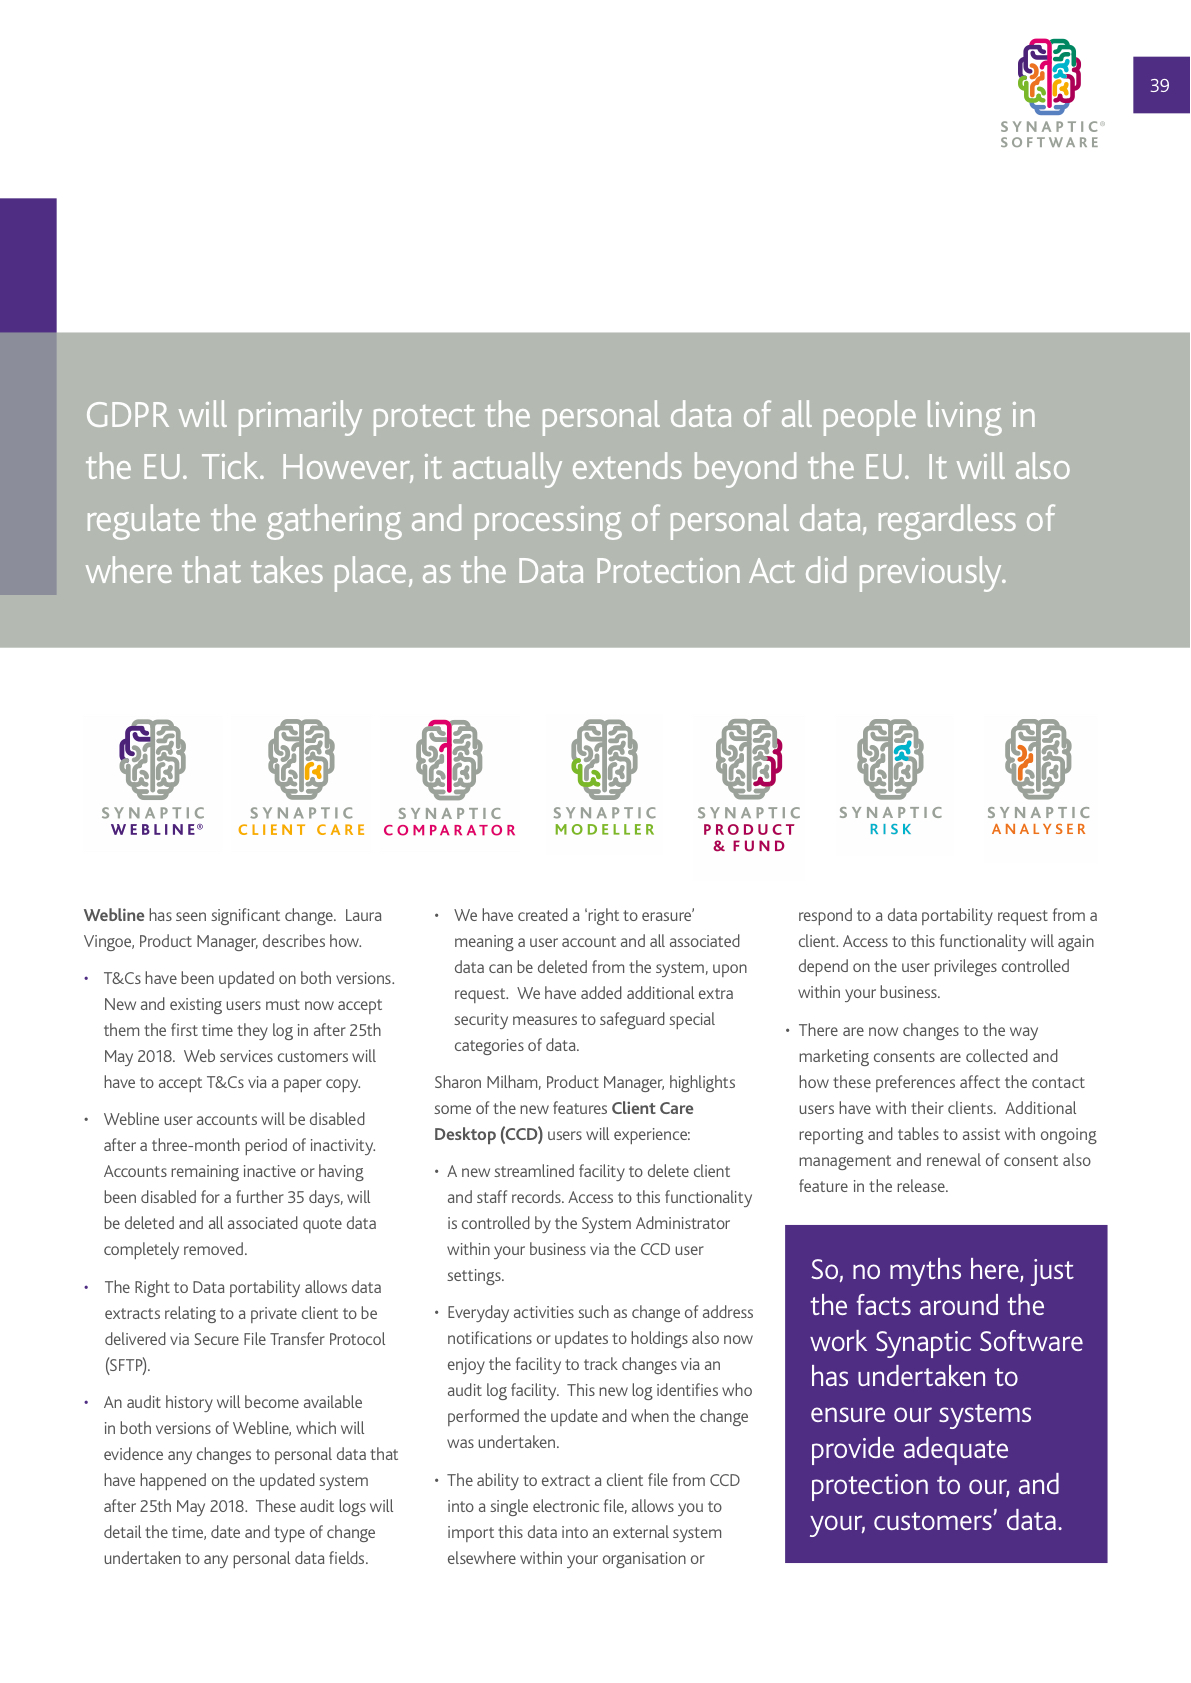 SYNAPTIC®
SOFTWARE
39
GDPR will primarily protect the personal data of all people living in
the EU.  Tick.  However, it actually extends beyond the EU.  It will also
regulate the gathering and processing of personal data, regardless of
where that takes place, as the Data Protection Act did previously.
SYNAPTIC
WEBLINE®
SYNAPTIC
CLIENT CARE
SYNAPTIC
COMPARATOR
SYNAPTIC
MODELLER
SYNAPTIC
PRODUCT
& FUND
SYNAPTIC
RISK
SYNAPTIC
ANALYSER
Webline has seen significant change.  Laura
Vingoe, Product Manager, describes how.
• T&Cs have been updated on both versions.
New and existing users must now accept
them the first time they log in after 25th
May 2018.  Web services customers will
have to accept T&Cs via a paper copy.
• Webline user accounts will be disabled
after a three-month period of inactivity.
Accounts remaining inactive or having
been disabled for a further 35 days, will
be deleted and all associated quote data
completely removed.
• The Right to Data portability allows data
extracts relating to a private client to be
delivered via Secure File Transfer Protocol
(SFTP).
• An audit history will become available
in both versions of Webline, which will
evidence any changes to personal data that
have happened on the updated system
after 25th May 2018.  These audit logs will
detail the time, date and type of change
undertaken to any personal data fields.
• We have created a ‘right to erasure’
meaning a user account and all associated
data can be deleted from the system, upon
request.  We have added additional extra
security measures to safeguard special
categories of data.
Sharon Milham, Product Manager, highlights
some of the new features Client Care
Desktop (CCD) users will experience:
• A new streamlined facility to delete client
and staff records. Access to this functionality
is controlled by the System Administrator
within your business via the CCD user
settings.
• Everyday activities such as change of address
notifications or updates to holdings also now
enjoy the facility to track changes via an
audit log facility.  This new log identifies who
performed the update and when the change
was undertaken.
• The ability to extract a client file from CCD
into a single electronic file, allows you to
import this data into an external system
elsewhere within your organisation or
respond to a data portability request from a
client. Access to this functionality will again
depend on the user privileges controlled
within your business.
• There are now changes to the way
marketing consents are collected and
how these preferences affect the contact
users have with their clients.  Additional
reporting and tables to assist with ongoing
management and renewal of consent also
feature in the release.
So, no myths here, just
the facts around the
work Synaptic Software
has undertaken to
ensure our systems
provide adequate
protection to our, and
your, customers’ data.